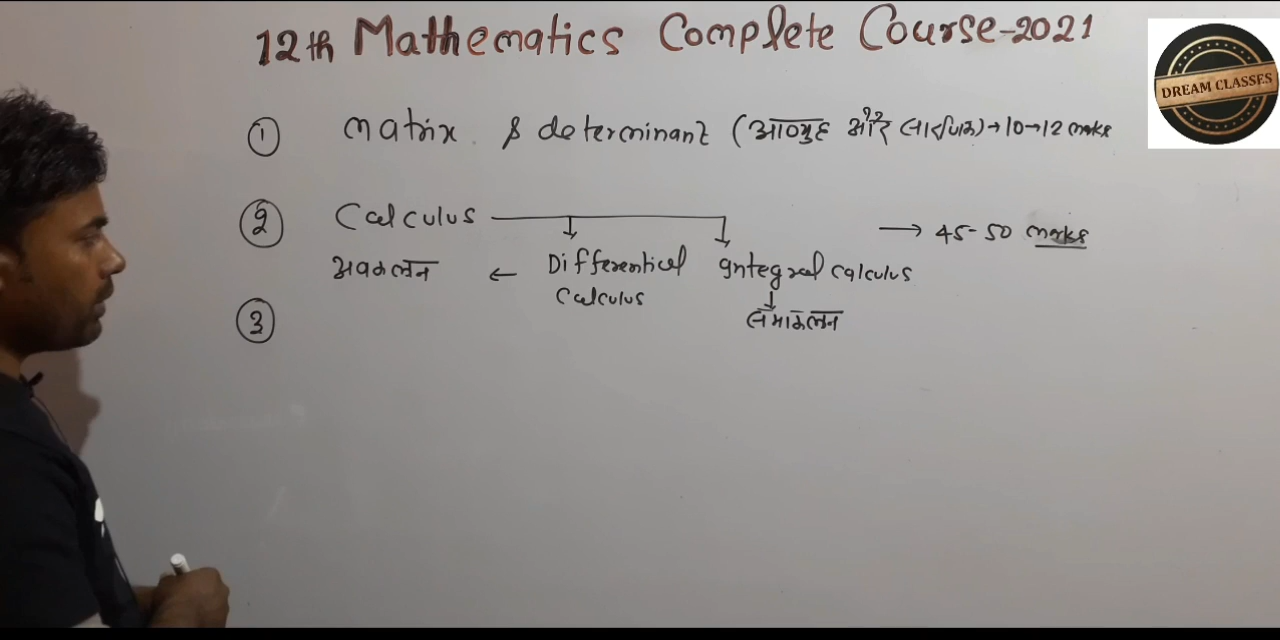 12th Mathematics Complete Course-2021
DREAM CLASSES
① Matrix & determinant (आव्यूह और सारणिक) → 10→12 marks
② Calculus → 45-50 marks
अवकलन ← Differential Integral calculus
Calculus
समाकलन
③